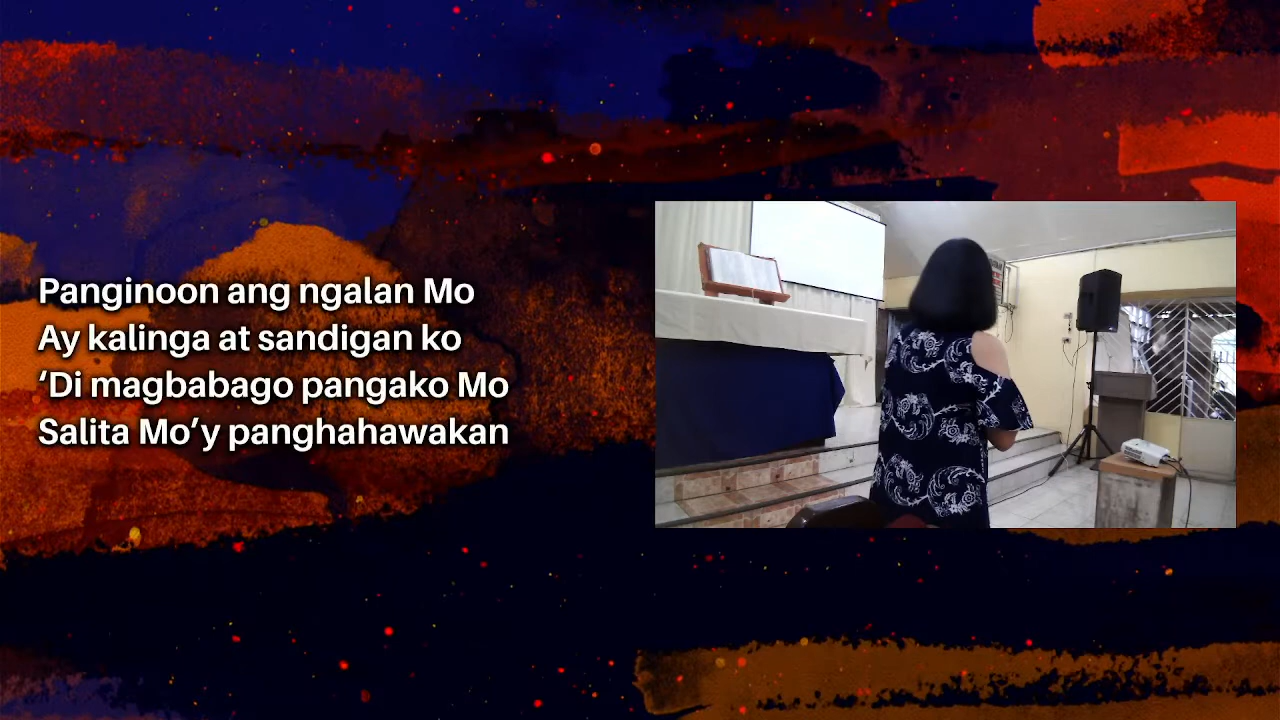 Panginoon ang ngalan Mo
Ay kalinga at sandigan ko
‘Di magbabago pangako Mo
Salita Mo’y panghahawakan